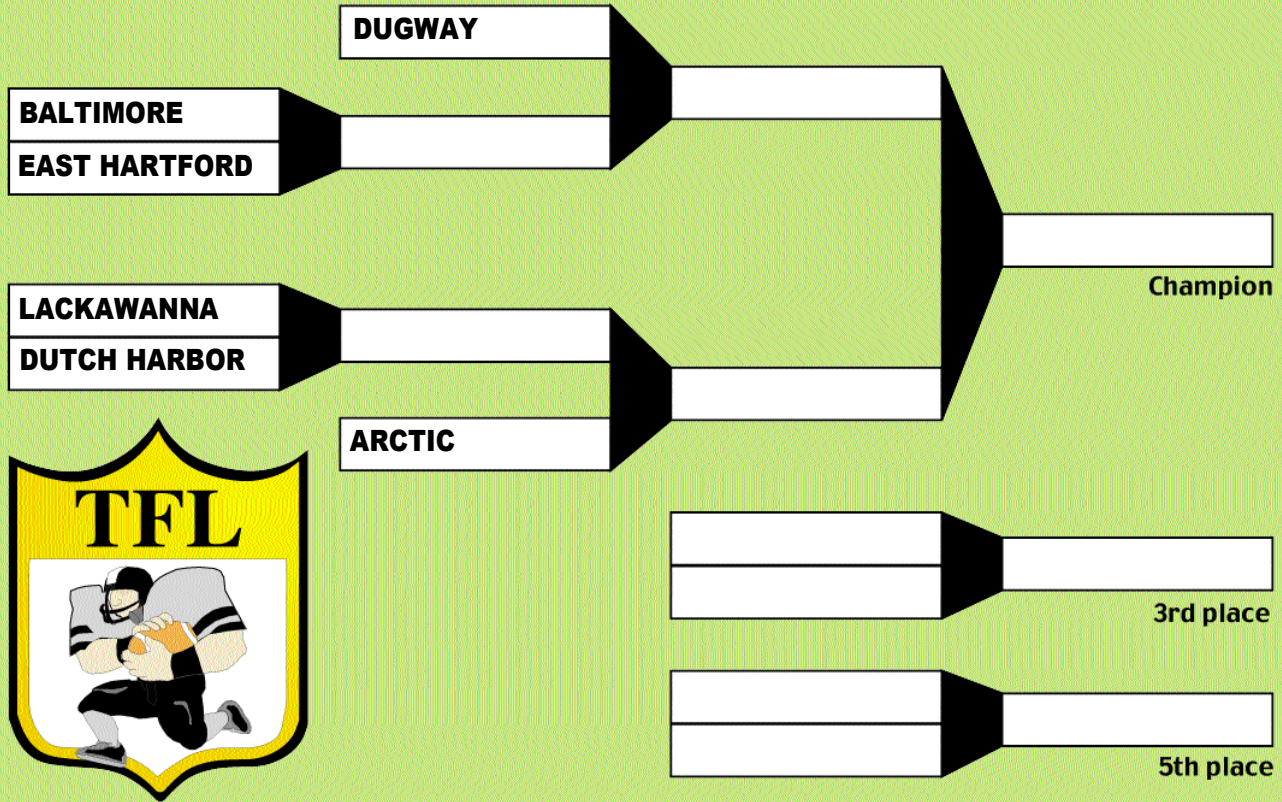 DUGWAY
BALTIMORE
EAST HARTFORD
LACKAWANNA
DUTCH HARBOR
ARCTIC
Champion
TFL
3rd place
5th place